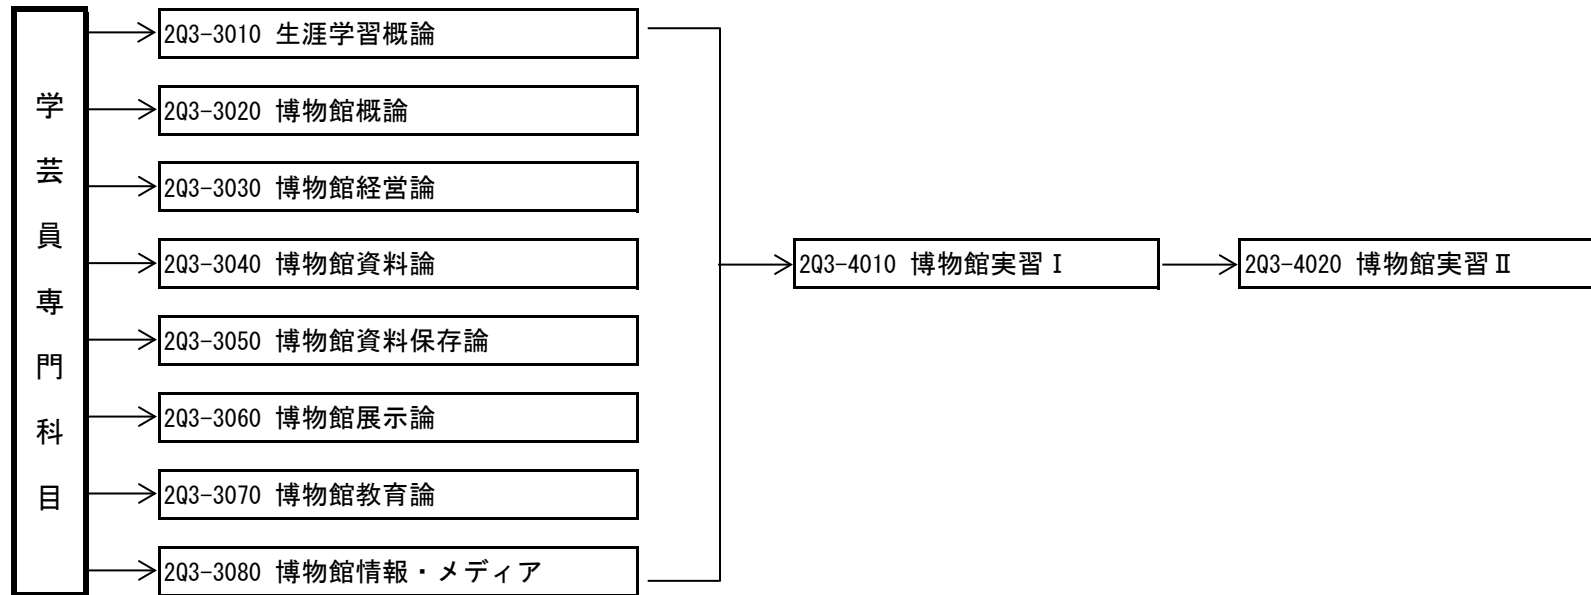 学芸員専門科目
2Q3-3010 生涯学習概論
2Q3-3020 博物館概論
2Q3-3030 博物館経営論
2Q3-3040 博物館資料論
2Q3-3050 博物館資料保存論
2Q3-3060 博物館展示論
2Q3-3070 博物館教育論
2Q3-3080 博物館情報・メディア
2Q3-4010 博物館実習Ⅰ
2Q3-4020 博物館実習Ⅱ